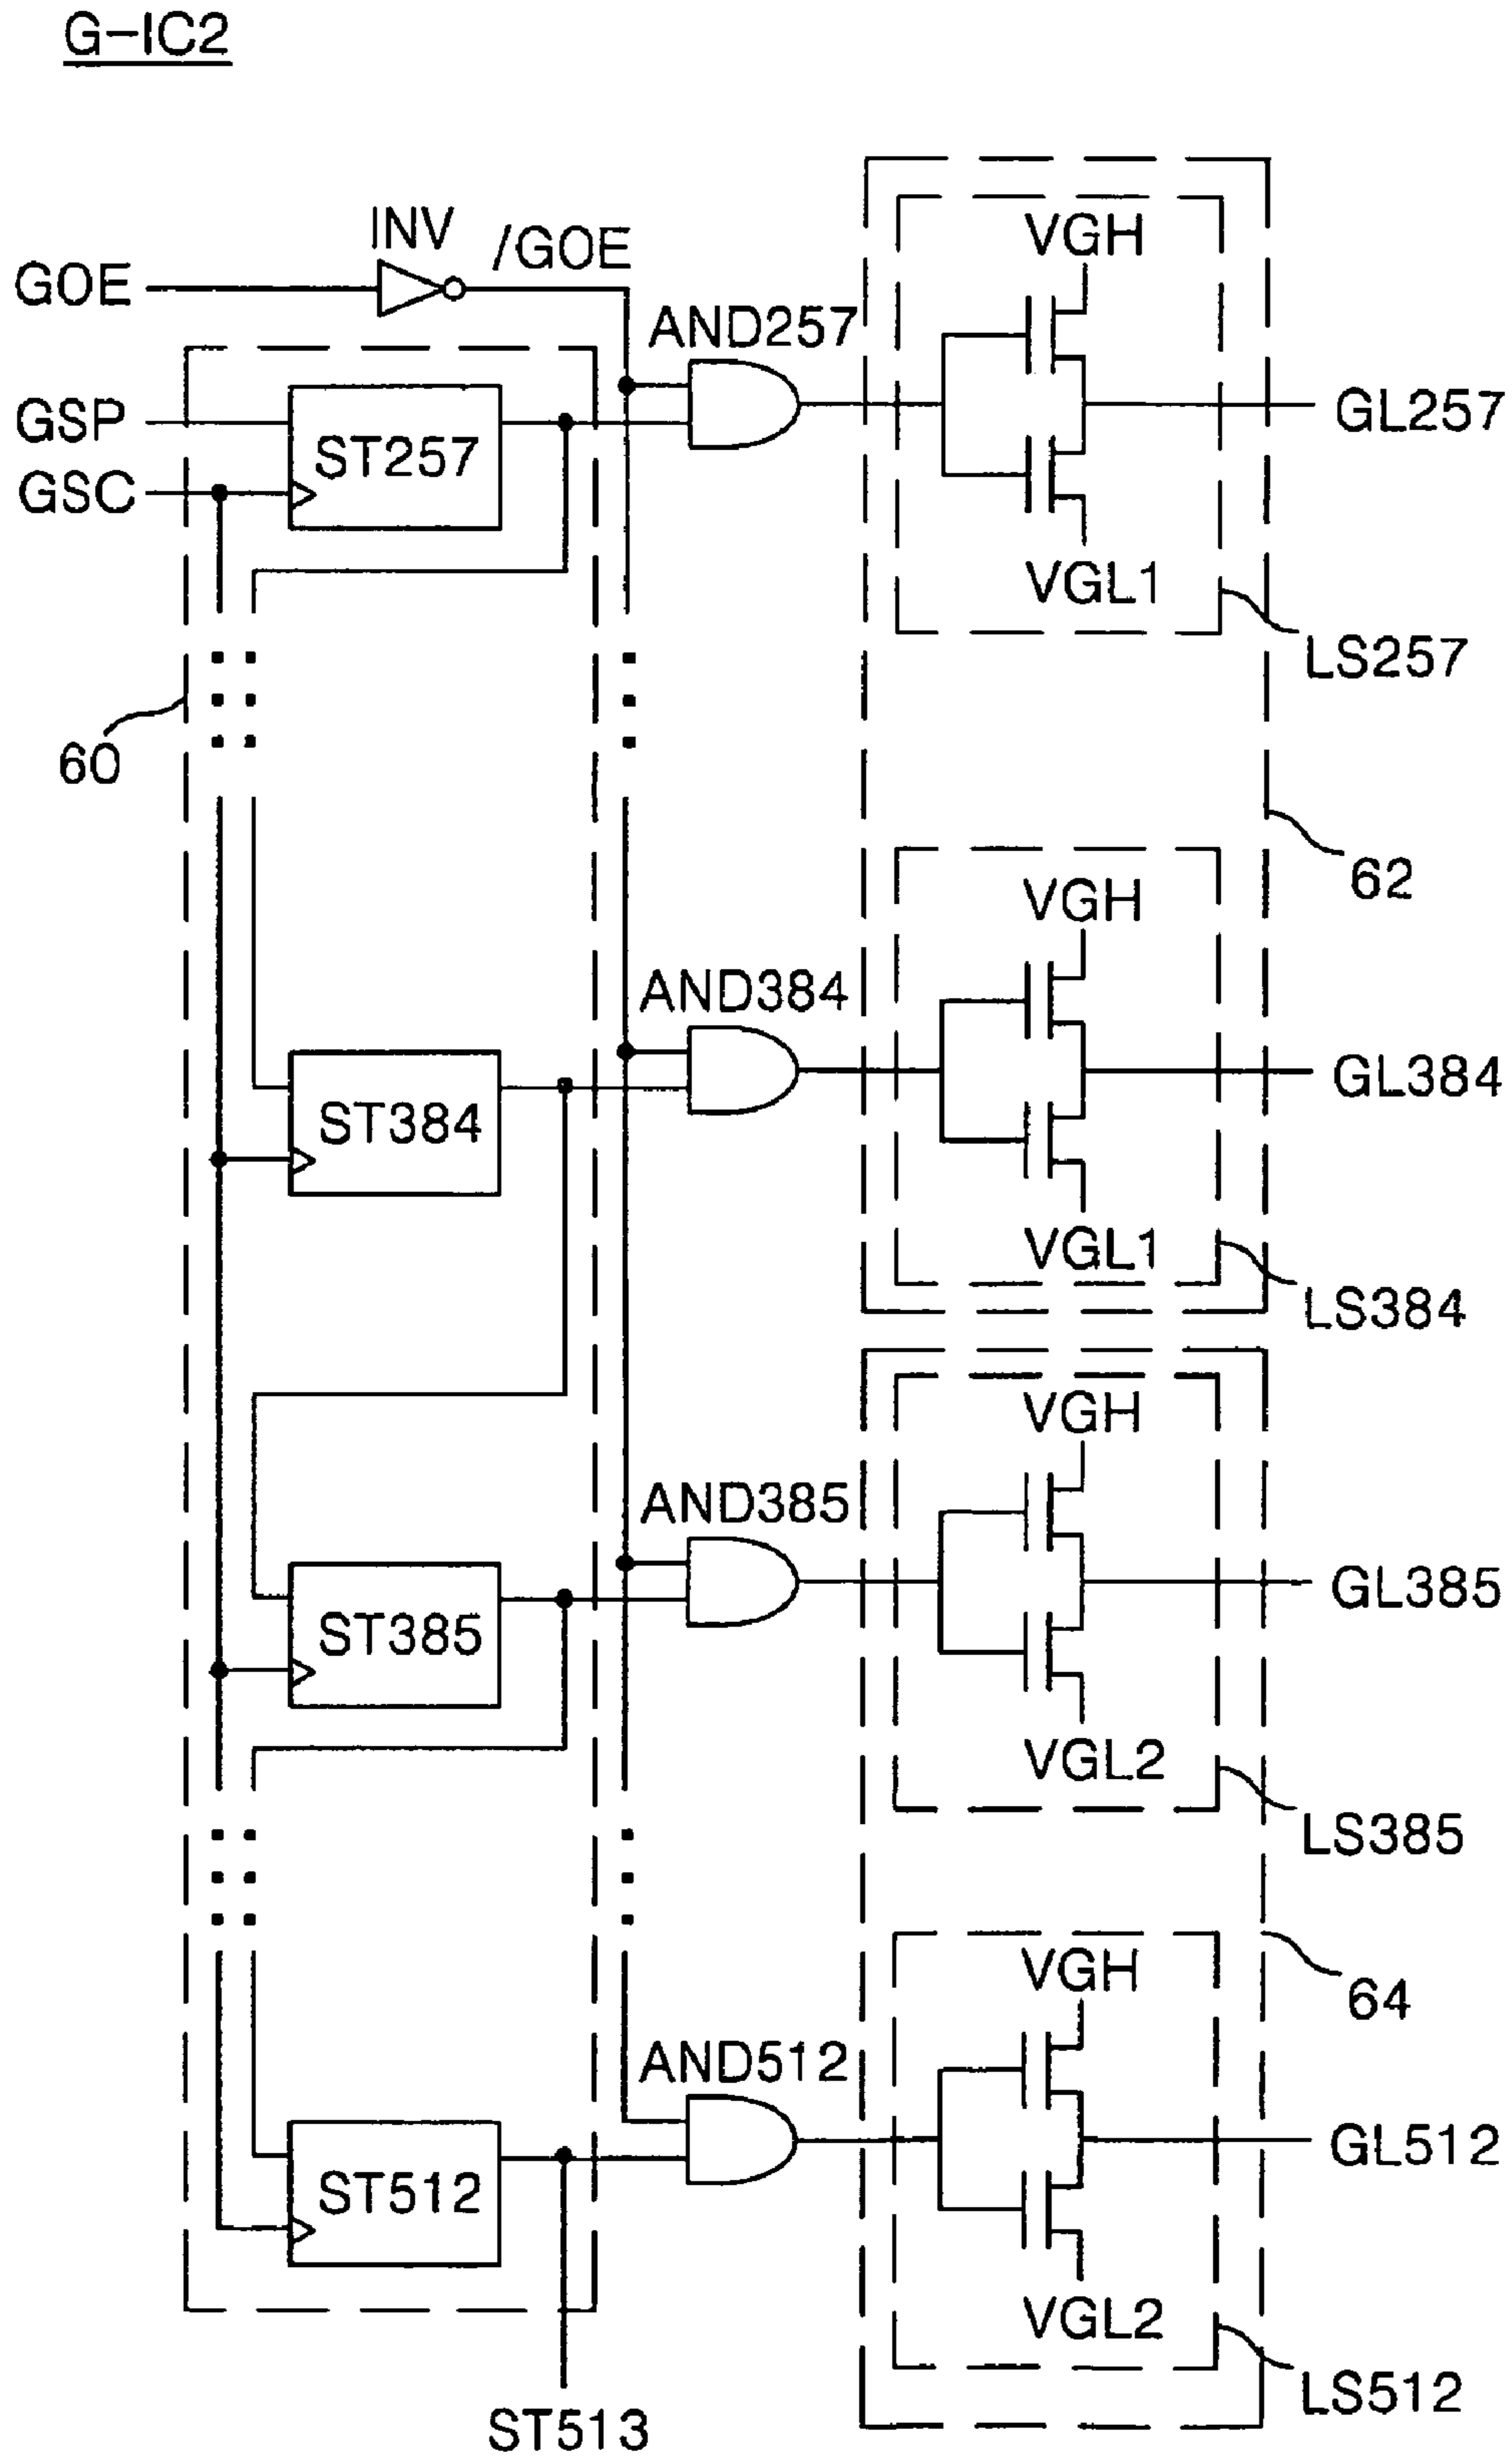 G-IC2
INV
/GOE
GOE
VGH
AND257
GSP
ST257
GL257
GSC
VGL1
LS257
60
62
VGH
AND384
GL384
ST384
VGL1
LS384
VGH
AND385
GL385
ST385
VGL2
LS385
VGH
64
AND512
GL512
ST512
VGL2
LS512
ST513